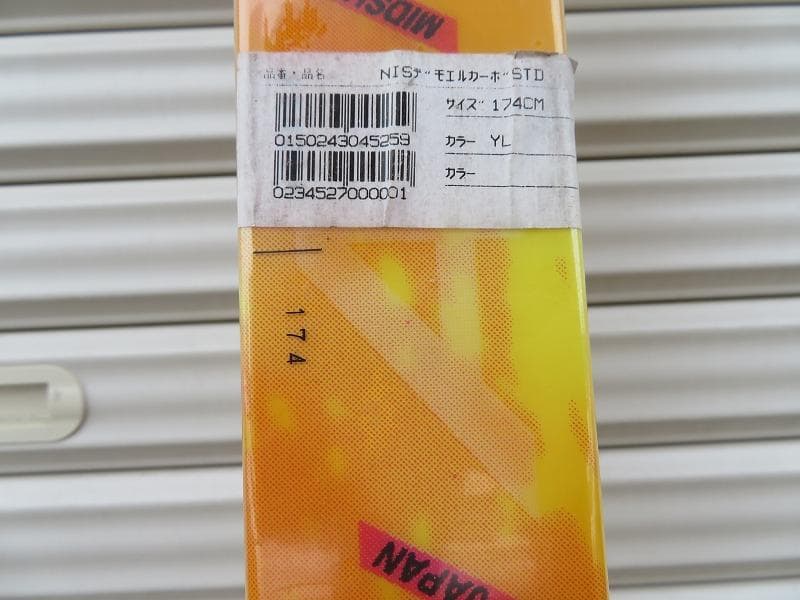 MIDSH
品番・品名 NISデモエルカーボSTD
サイズ 174CM
0150243045259
カラー YL
カラー
0234527000001
174
JAPAN